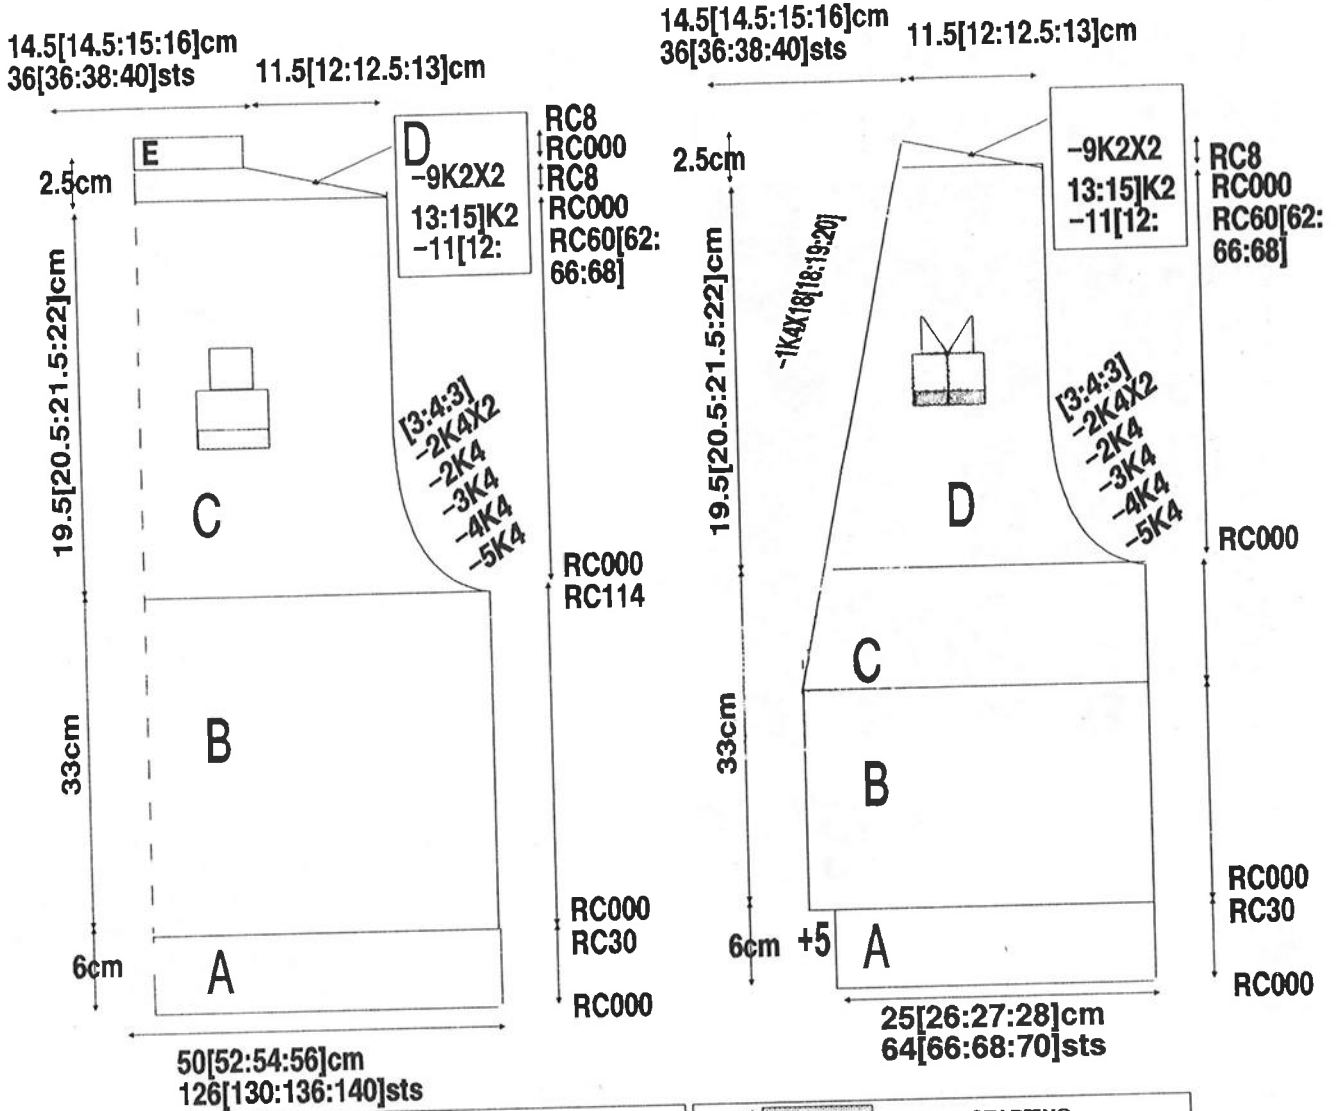 14.5[14.5:15:16]cm
36[36:38:40]sts
11.5[12:12.5:13]cm
E
2.5cm
D
-9K2X2
13:15]K2
-11[12:
RC8
RC000
RC8
RC000
RC60[62:
66:68]
19.5[20.5:21.5:22]cm
C
[3:4:3]
-2K4X2
-2K4
-3K4
-4K4
-5K4
RC000
RC114
33cm
B
RC000
RC30
6cm
A
RC000
50[52:54:56]cm
126[130:136:140]sts
14.5[14.5:15:16]cm
36[36:38:40]sts
11.5[12:12.5:13]cm
2.5cm
-9K2X2
13:15]K2
-11[12:
RC8
RC000
RC60[62:
66:68]
19.5[20.5:21.5:22]cm
-1K4X18[18:19:20]
D
[3:4:3]
-2K4X2
-2K4
-3K4
-4K4
-5K4
RC000
C
33cm
B
RC000
RC30
6cm
+5
A
RC000
25[26:27:28]cm
64[66:68:70]sts